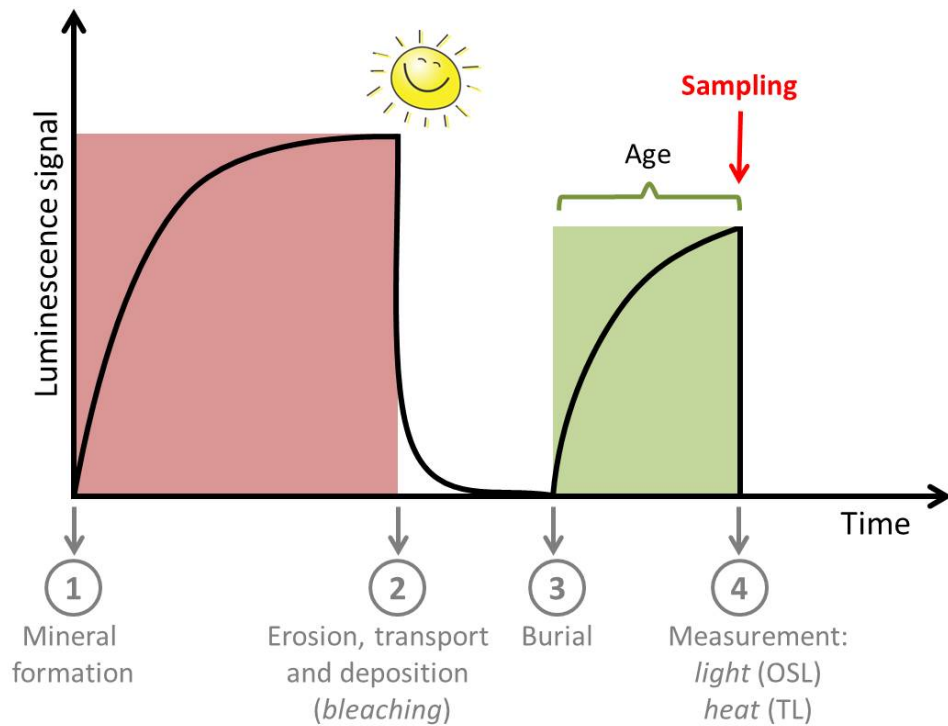 Luminescence signal
Sampling
Age
Time
1
Mineral
formation
2
Erosion, transport
and deposition
(bleaching)
3
Burial
4
Measurement:
light (OSL)
heat (TL)